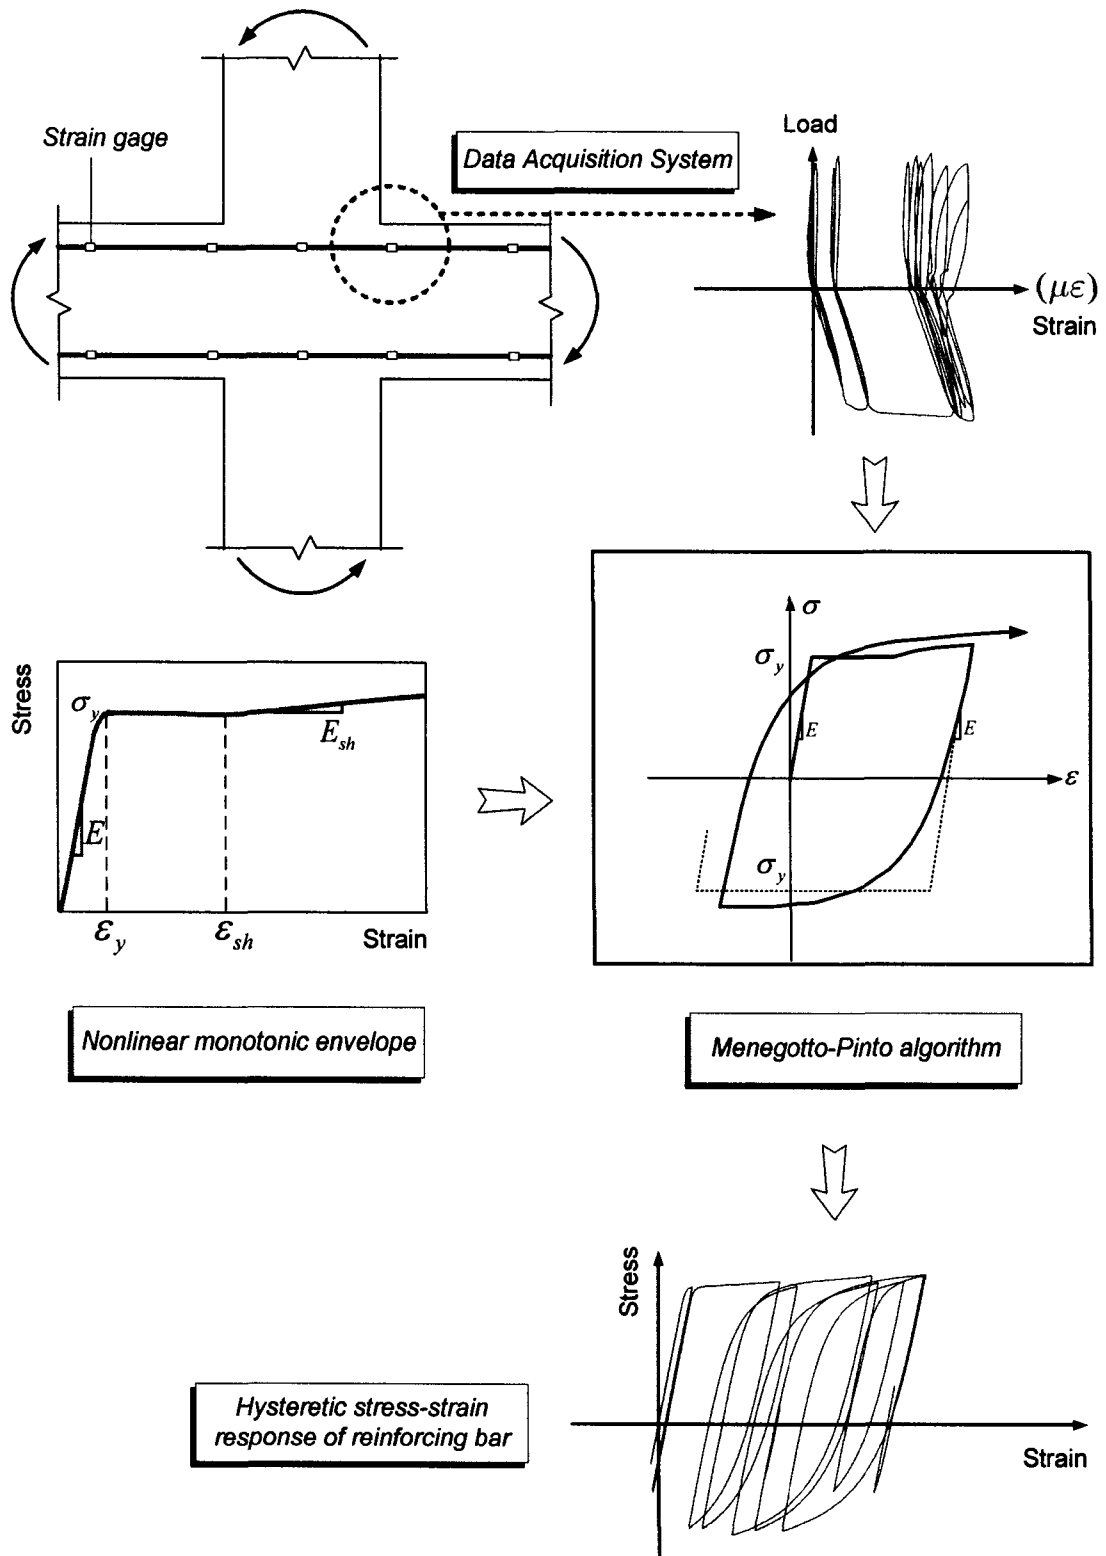 Strain gage
Data Acquisition System
Load
(με)
Strain
Stress
σy
E
Esh
εy
εsh
Strain
σ
σy
E
E
ε
σy
Nonlinear monotonic envelope
Menegotto-Pinto algorithm
Stress
Hysteretic stress-strain
response of reinforcing bar
Strain